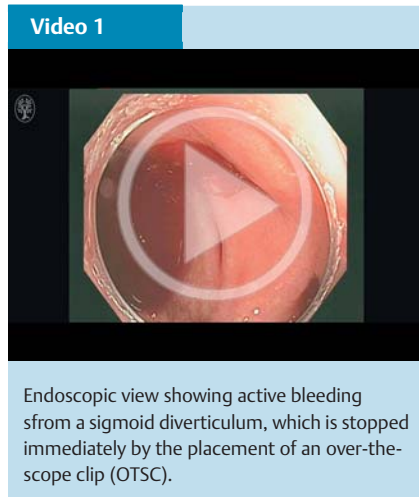 Video 1
Endoscopic view showing active bleeding
sfrom a sigmoid diverticulum, which is stopped
immediately by the placement of an over-the-
scope clip (OTSC).